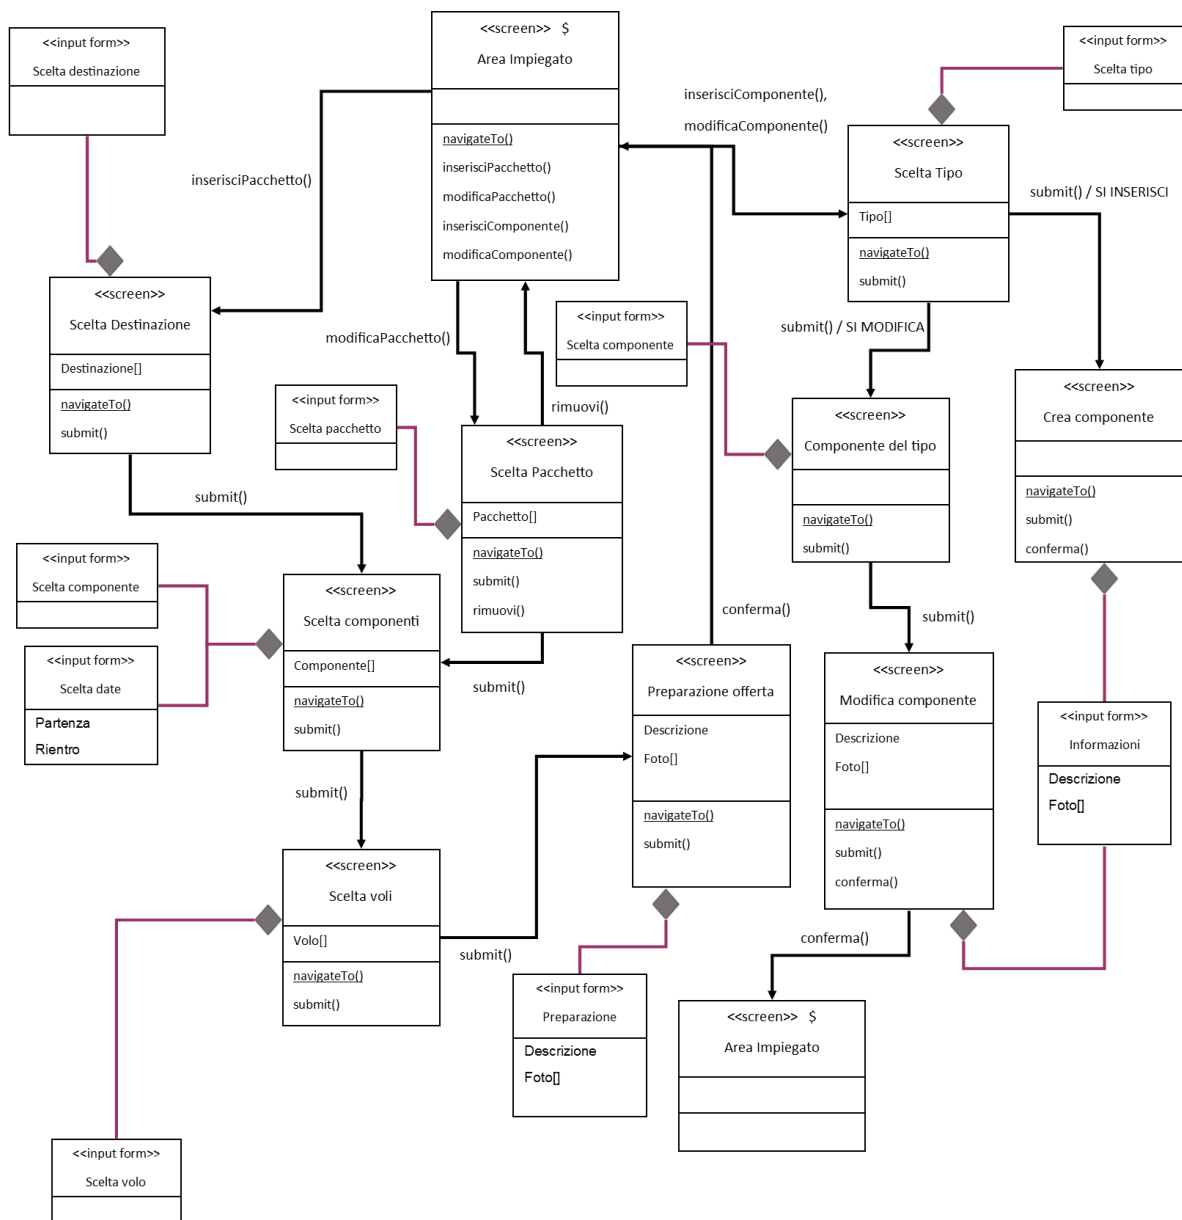 <<input form>>
Scelta destinazione
<<screen>> $
Area Impiegato
navigateTo()
inserisciPacchetto()
modificaPacchetto()
inserisciComponente()
modificaComponente()
<<input form>>
Scelta tipo
inserisciComponente(),
modificaComponente()
<<screen>>
Scelta Tipo
Tipo[]
navigateTo()
submit()
inserisciPacchetto()
submit() / SI INSERISCI
<<screen>>
Scelta Destinazione
Destinazione[]
navigateTo()
submit()
modificaPacchetto()
<<input form>>
Scelta componente
submit() / SI MODIFICA
<<input form>>
Scelta pacchetto
rimuovi()
<<screen>>
Scelta Pacchetto
Pacchetto[]
navigateTo()
submit()
rimuovi()
<<screen>>
Componente del tipo
navigateTo()
submit()
<<screen>>
Crea componente
navigateTo()
submit()
conferma()
submit()
<<input form>>
Scelta componente
<<input form>>
Scelta date
Partenza
Rientro
<<screen>>
Scelta componenti
Componente[]
navigateTo()
submit()
submit()
conferma()
submit()
<<screen>>
Preparazione offerta
Descrizione
Foto[]
navigateTo()
submit()
<<screen>>
Modifica componente
Descrizione
Foto[]
navigateTo()
submit()
conferma()
<<input form>>
Informazioni
Descrizione
Foto[]
submit()
<<screen>>
Scelta voli
Volo[]
navigateTo()
submit()
submit()
conferma()
<<input form>>
Preparazione
Descrizione
Foto[]
<<screen>> $
Area Impiegato
<<input form>>
Scelta volo